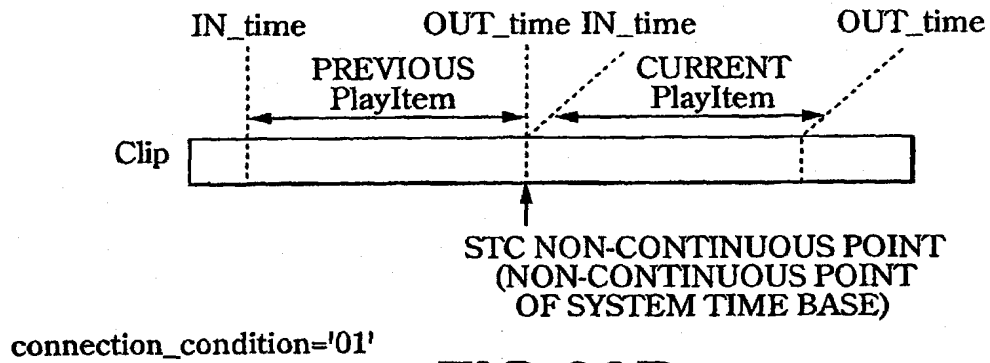 IN_time OUT_time IN_time OUT_time
PREVIOUS
PlayItem
CURRENT
PlayItem
Clip
STC NON-CONTINUOUS POINT
(NON-CONTINUOUS POINT
OF SYSTEM TIME BASE)
connection_condition='01'